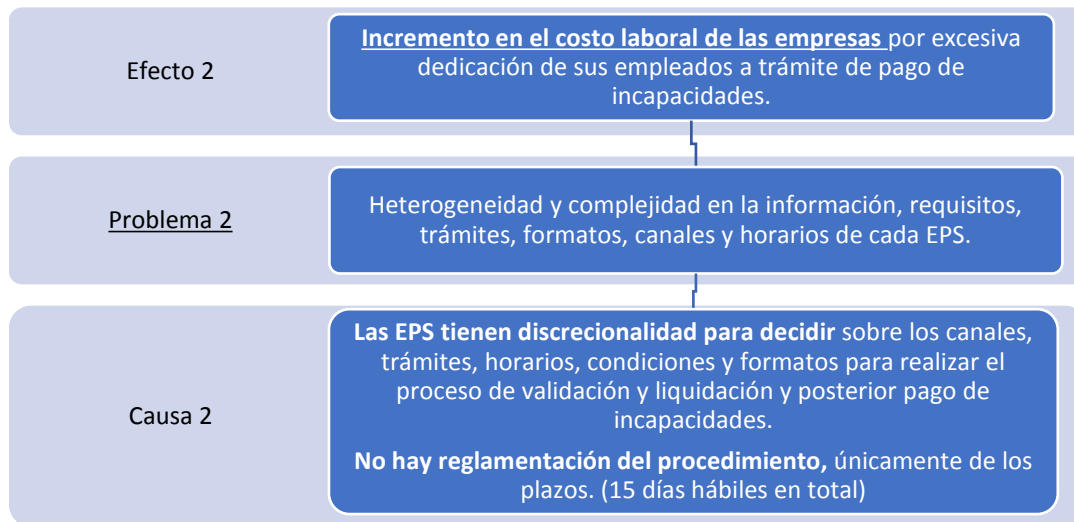 Efecto 2
Incremento en el costo laboral de las empresas por excesiva
dedicación de sus empleados a trámite de pago de
incapacidades.
Problema 2
Heterogeneidad y complejidad en la información, requisitos,
trámites, formatos, canales y horarios de cada EPS.
Causa 2
Las EPS tienen discrecionalidad para decidir sobre los canales,
trámites, horarios, condiciones y formatos para realizar el
proceso de validación y liquidación y posterior pago de
incapacidades.
No hay reglamentación del procedimiento, únicamente de los
plazos. (15 días hábiles en total)